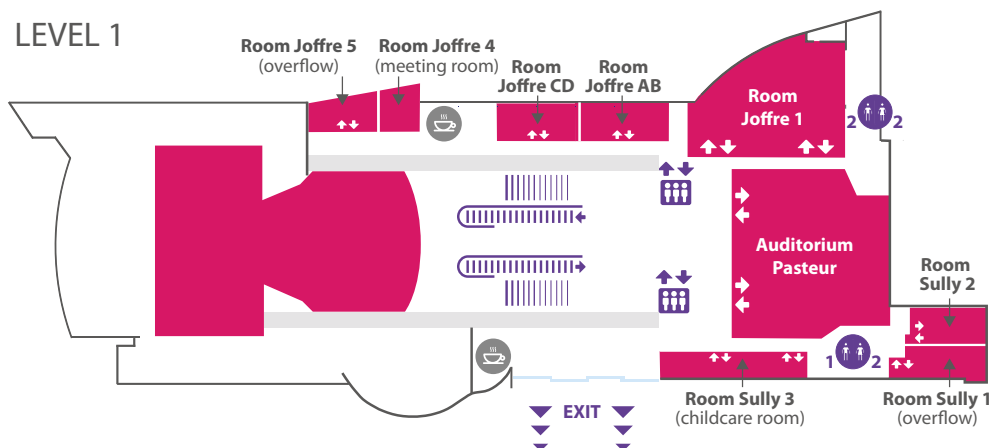 LEVEL 1
Room Joffre 5
(overflow)
Room Joffre 4
(meeting room)
Room
Joffre CD
Room
Joffre AB
Room
Joffre 1
2 2
Auditorium
Pasteur
Room
Sully 2
1 2
EXIT
Room Sully 3
(childcare room)
Room Sully 1
(overflow)